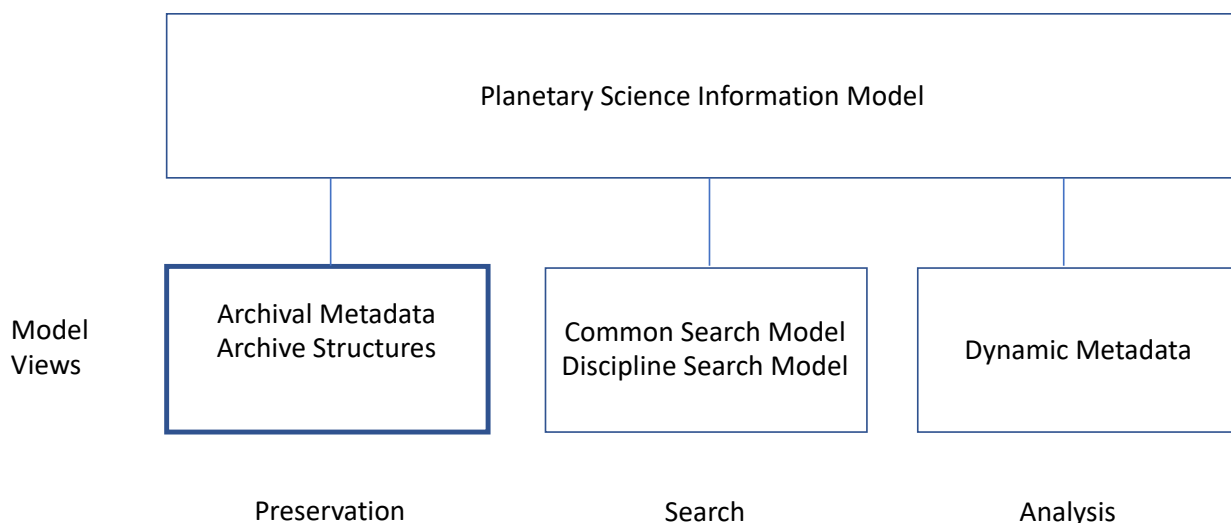 Planetary Science Information Model
Model
Views
Archival Metadata
Archive Structures
Common Search Model
Discipline Search Model
Dynamic Metadata
Preservation
Search
Analysis